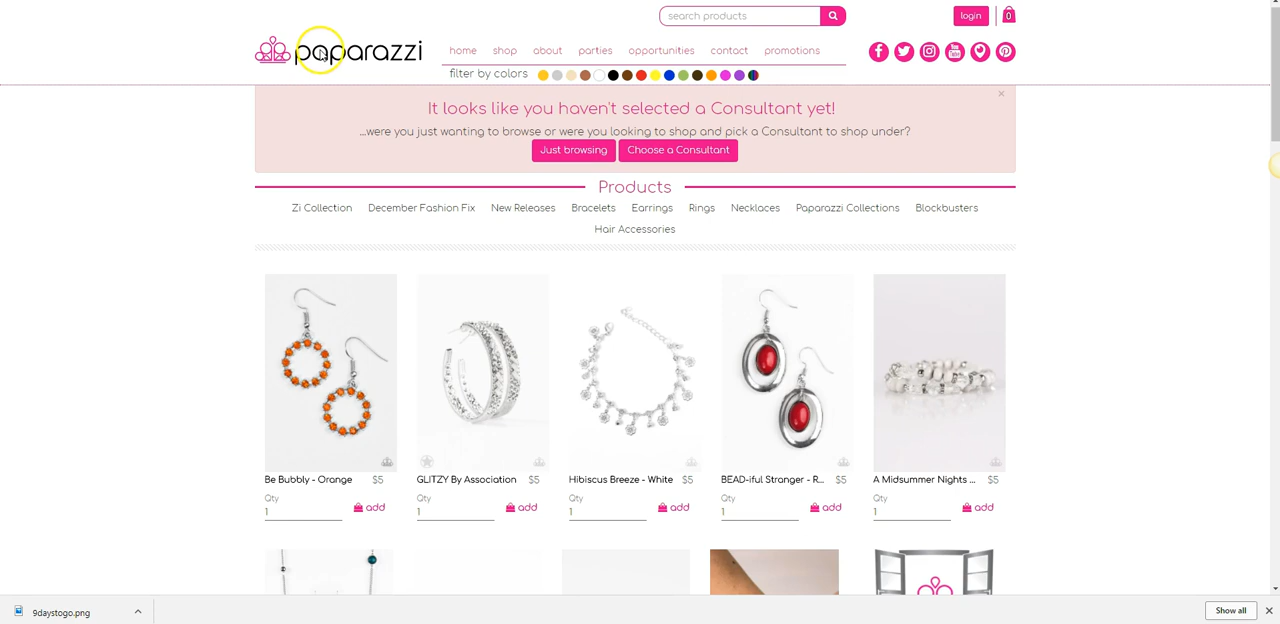 search products
login
0
paparazzi
home shop about parties opportunities contact promotions
filter by colors
×
It looks like you haven't selected a Consultant yet!
...were you just wanting to browse or were you looking to shop and pick a Consultant to shop under?
Just browsing Choose a Consultant
Products
Zi Collection December Fashion Fix New Releases Bracelets Earrings Rings Necklaces Paparazzi Collections Blockbusters
Hair Accessories
Be Bubbly - Orange $5 GLITZY By Association $5 Hibiscus Breeze - White $5 BEAD-iful Stranger - R... $5 A Midsummer Nights ... $5
Qty Qty Qty Qty Qty
1 add 1 add 1 add 1 add 1 add
9daystogo.png Show all